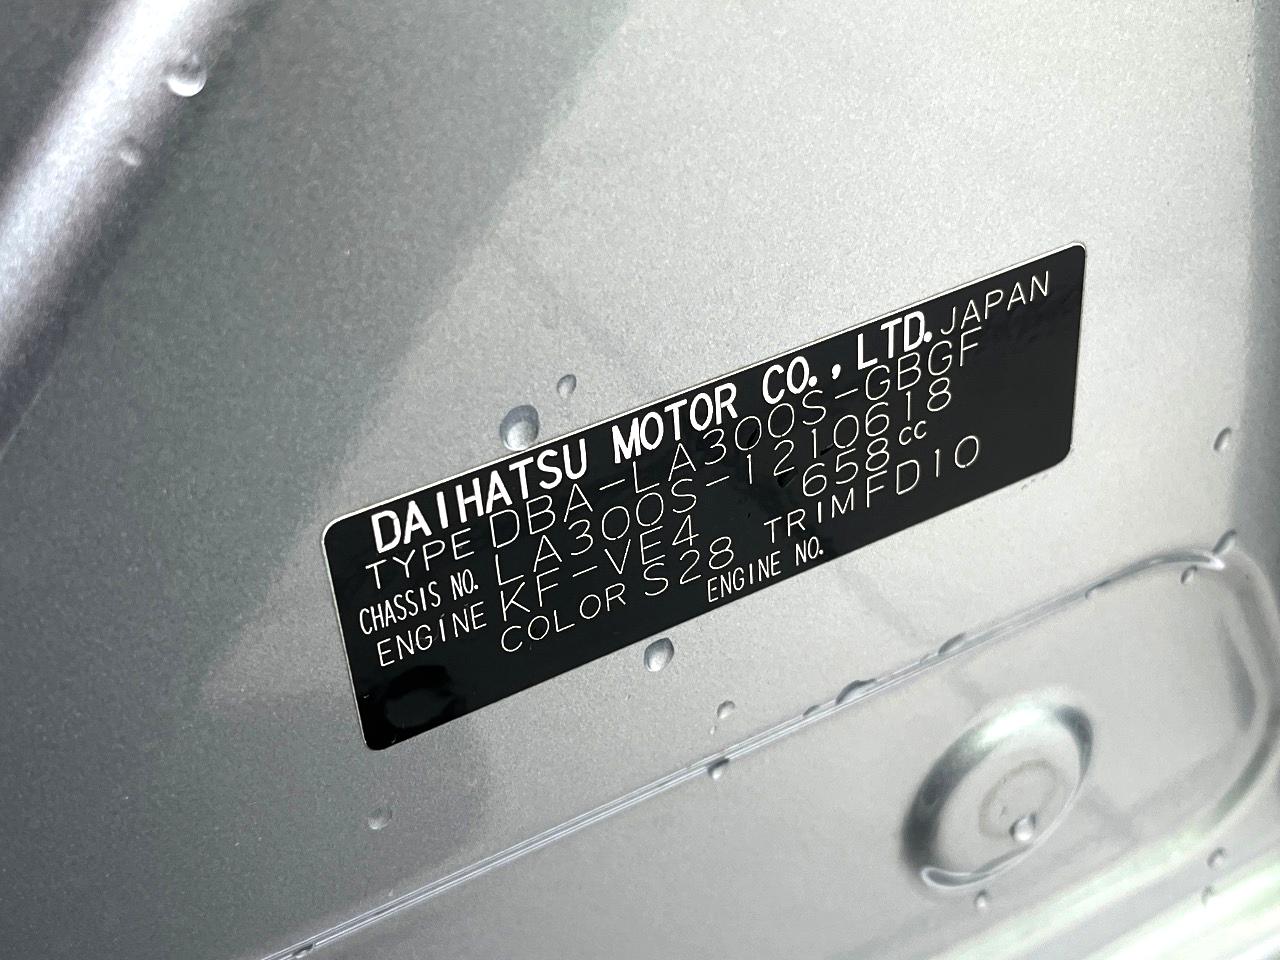 DAIHATSU MOTOR CO., LTD. JAPAN
TYPE DBA-LA300S-GBGF
CHASSIS NO. LA300S-1210618
ENGINE KF-VE4 658cc
COLOR S28 TRIM FD10
ENGINE NO.